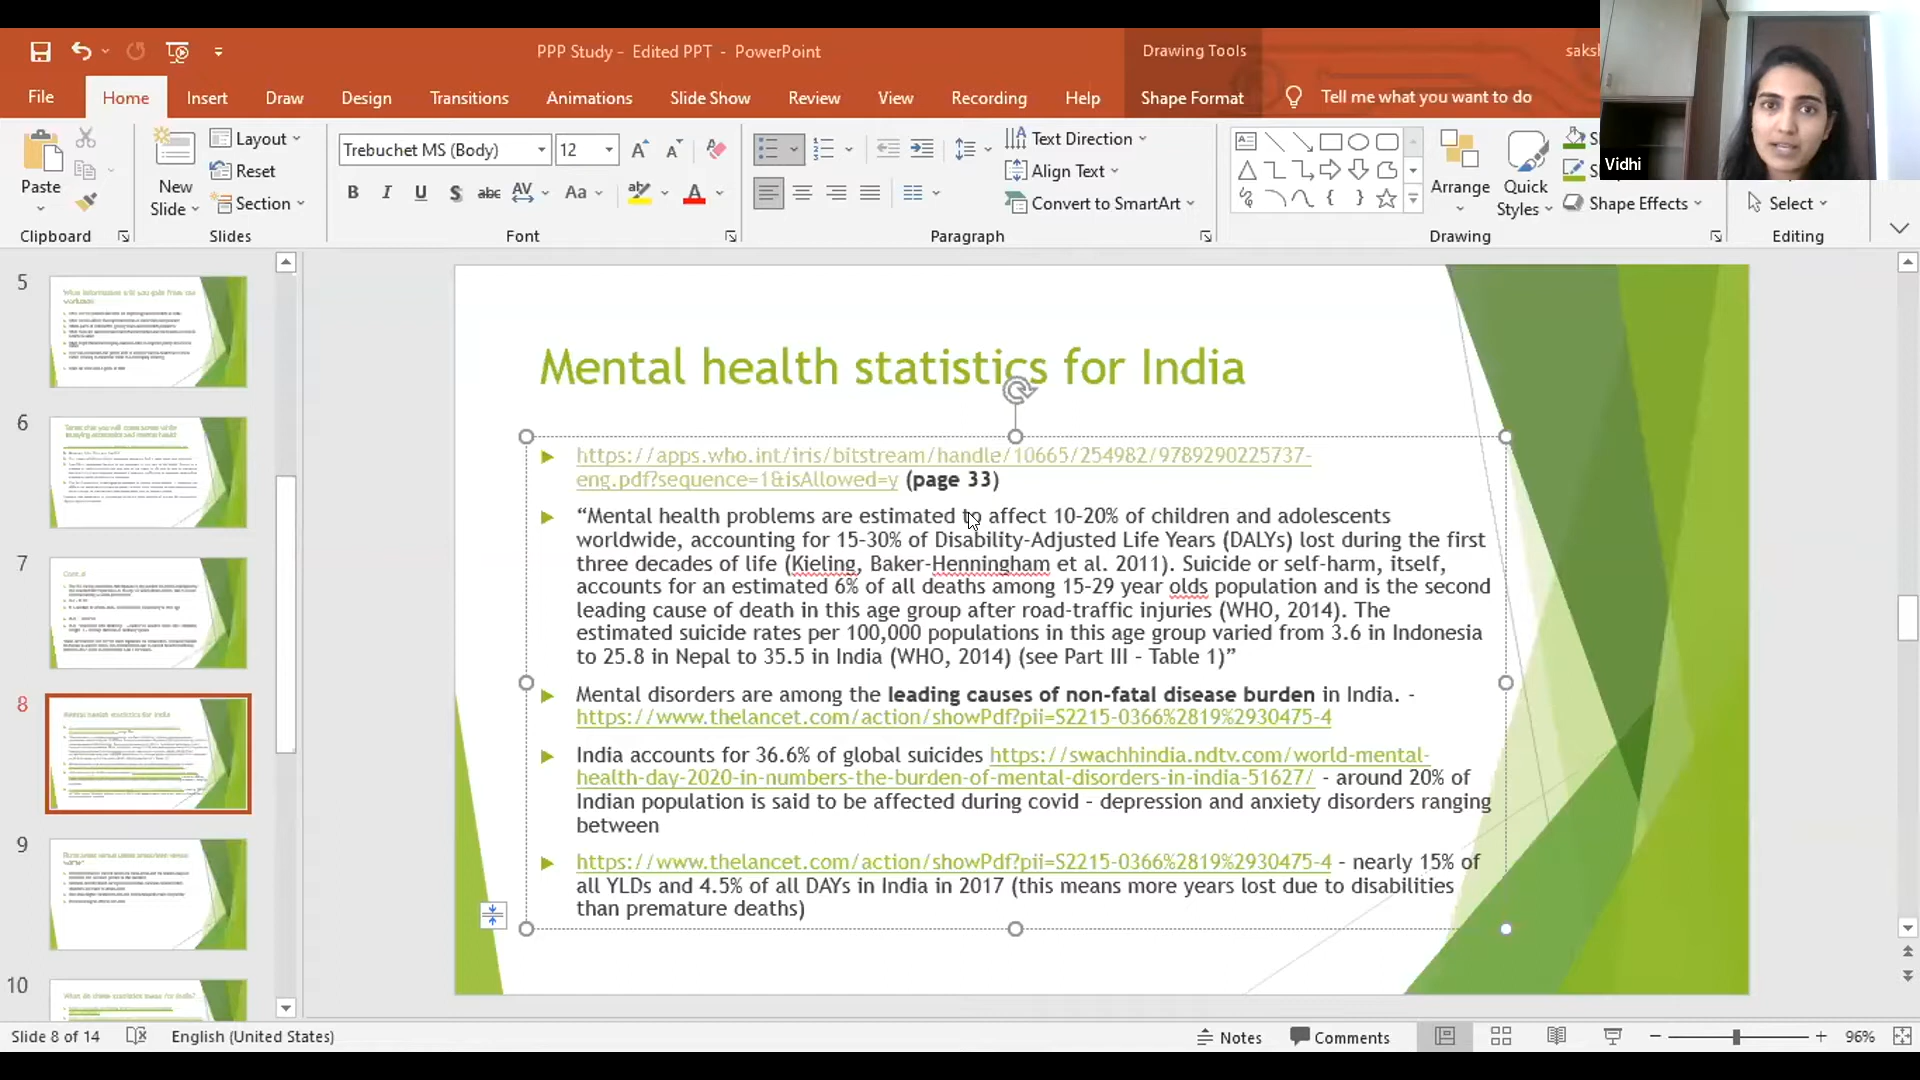 PPP Study - Edited PPT - PowerPoint
Drawing Tools
File
Home
Insert
Draw
Design
Transitions
Animations
Slide Show
Review
View
Recording
Help
Shape Format
Tell me what you want to do
Vidhi
Paste
New
Slide
Layout
Reset
Section
Trebuchet MS (Body)
12
Text Direction
Align Text
Convert to SmartArt
Arrange
Quick
Styles
Shape Effects
Select
Clipboard
Slides
Font
Paragraph
Drawing
Editing
5
6
7
8
9
10
Mental health statistics for India
https://apps.who.int/iris/bitstream/handle/10665/254982/9789290225737-
eng.pdf?sequence=1&isAllowed=y (page 33)
“Mental health problems are estimated to affect 10-20% of children and adolescents
worldwide, accounting for 15-30% of Disability-Adjusted Life Years (DALYs) lost during the first
three decades of life (Kieling, Baker-Henningham et al. 2011). Suicide or self-harm, itself,
accounts for an estimated 6% of all deaths among 15-29 year olds population and is the second
leading cause of death in this age group after road-traffic injuries (WHO, 2014). The
estimated suicide rates per 100,000 populations in this age group varied from 3.6 in Indonesia
to 25.8 in Nepal to 35.5 in India (WHO, 2014) (see Part III - Table 1)”
Mental disorders are among the leading causes of non-fatal disease burden in India. -
https://www.thelancet.com/action/showPdf?pii=S2215-0366%2819%2930475-4
India accounts for 36.6% of global suicides https://swachhindia.ndtv.com/world-mental-
health-day-2020-in-numbers-the-burden-of-mental-disorders-in-india-51627/ - around 20% of
Indian population is said to be affected during covid - depression and anxiety disorders ranging
between
https://www.thelancet.com/action/showPdf?pii=S2215-0366%2819%2930475-4 - nearly 15% of
all YLDs and 4.5% of all DAYs in India in 2017 (this means more years lost due to disabilities
than premature deaths)
Slide 8 of 14
English (United States)
Notes
Comments
96%